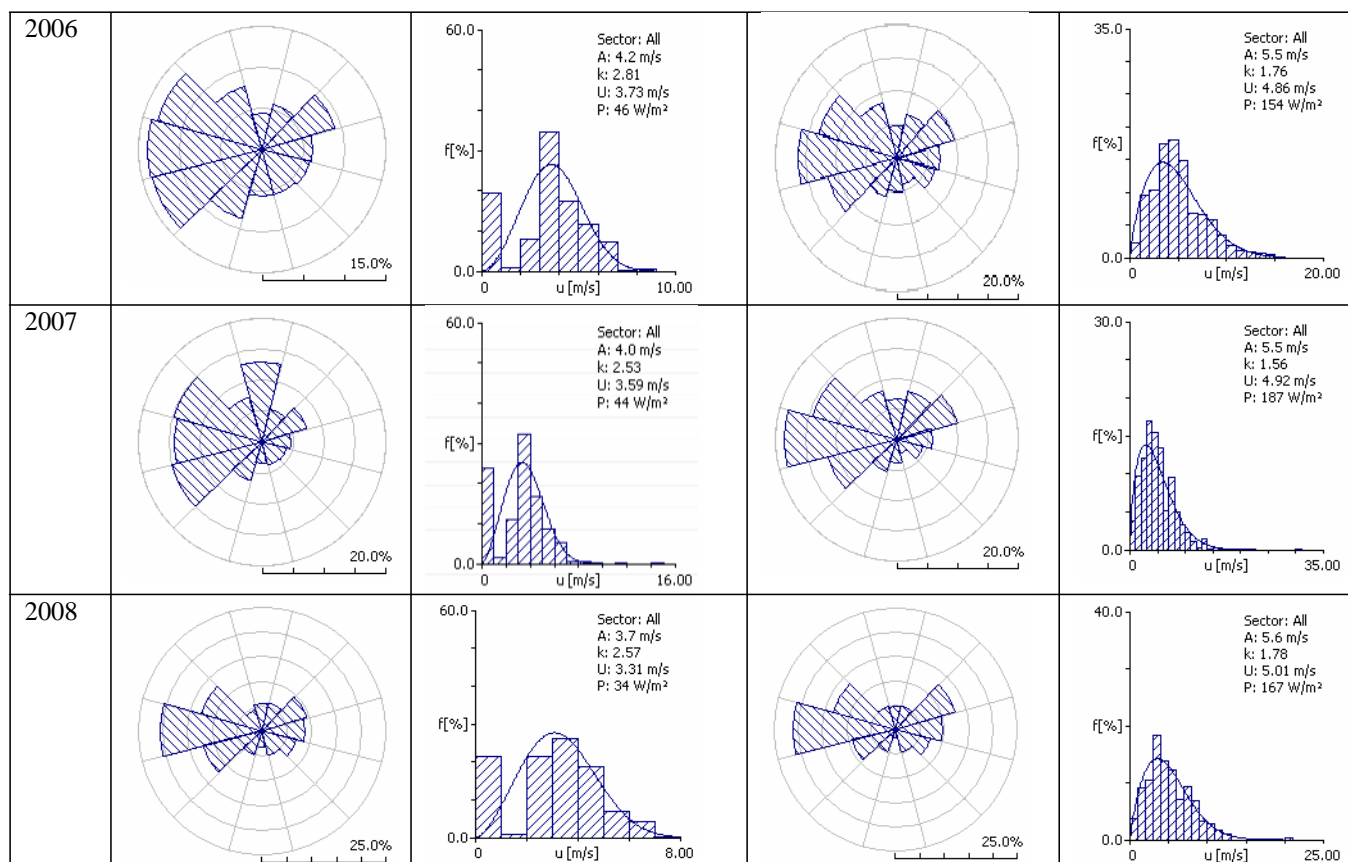 2006
15.0%
60.0
Sector: All
A: 4.2 m/s
k: 2.81
U: 3.73 m/s
P: 46 W/m²
f[%]
0.0
0
u [m/s]
10.00
20.0%
35.0
Sector: All
A: 5.5 m/s
k: 1.76
U: 4.86 m/s
P: 154 W/m²
f[%]
0.0
0
u [m/s]
20.00
2007
20.0%
60.0
Sector: All
A: 4.0 m/s
k: 2.53
U: 3.59 m/s
P: 44 W/m²
f[%]
0.0
0
u [m/s]
16.00
20.0%
30.0
Sector: All
A: 5.5 m/s
k: 1.56
U: 4.92 m/s
P: 187 W/m²
f[%]
0.0
0
u [m/s]
35.00
2008
25.0%
60.0
Sector: All
A: 3.7 m/s
k: 2.57
U: 3.31 m/s
P: 34 W/m²
f[%]
0.0
0
u [m/s]
8.00
25.0%
40.0
Sector: All
A: 5.6 m/s
k: 1.78
U: 5.01 m/s
P: 167 W/m²
f[%]
0.0
0
u [m/s]
25.00